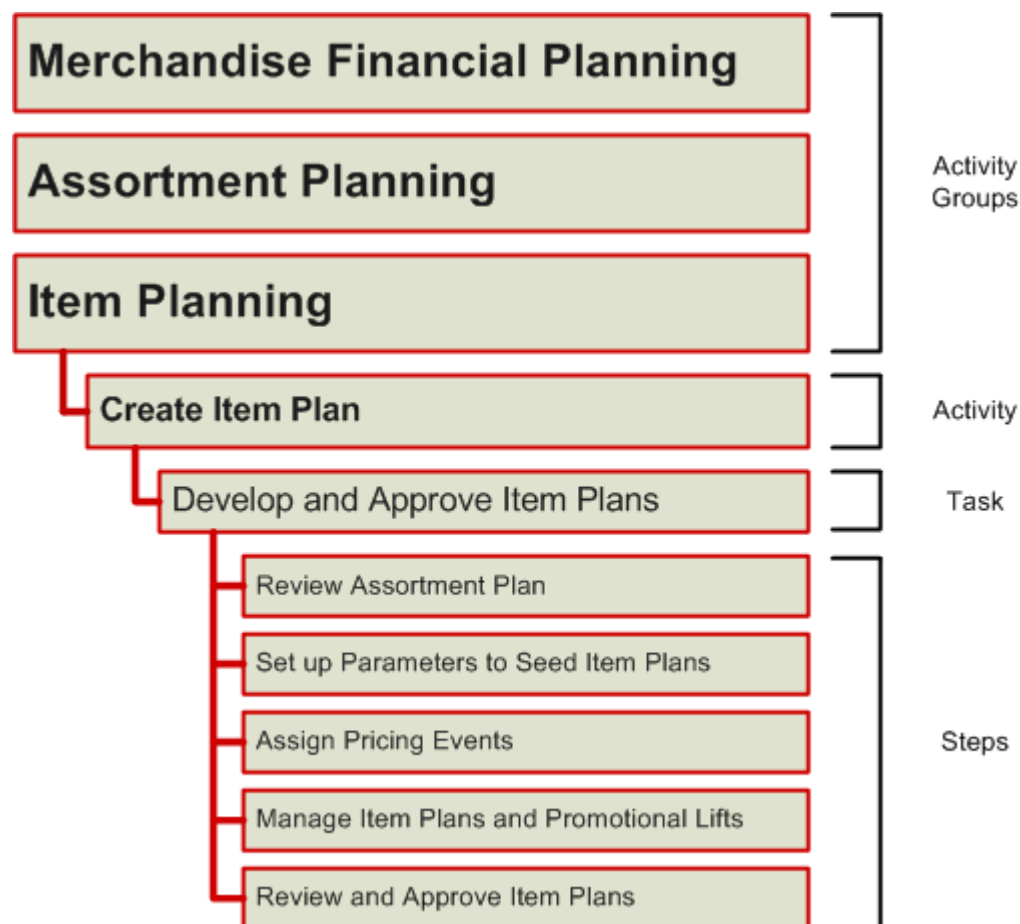 Merchandise Financial Planning
Assortment Planning
Item Planning
Activity
Groups
Create Item Plan
Activity
Develop and Approve Item Plans
Task
Review Assortment Plan
Set up Parameters to Seed Item Plans
Assign Pricing Events
Steps
Manage Item Plans and Promotional Lifts
Review and Approve Item Plans